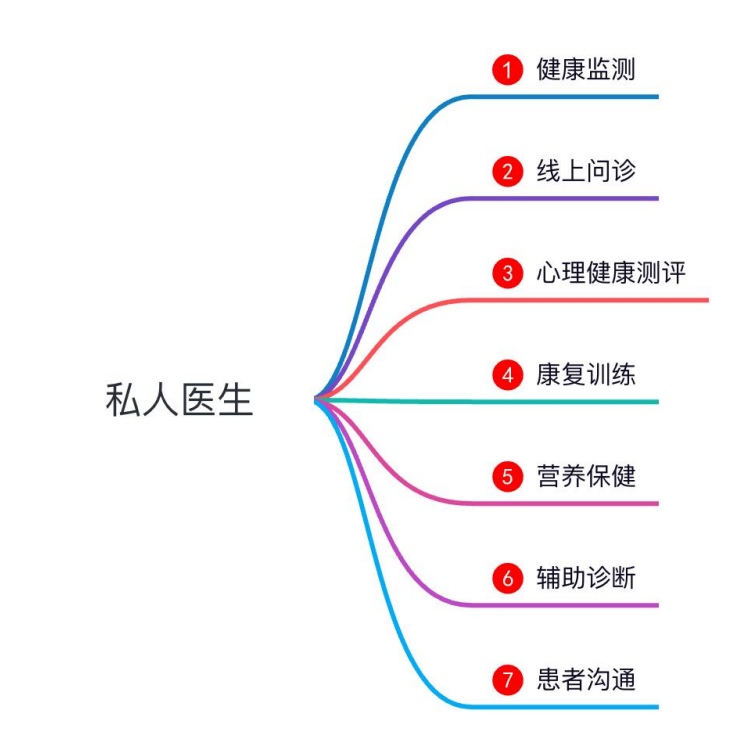 1 健康监测
2 线上问诊
3 心理健康测评
私人医生
4 康复训练
5 营养保健
6 辅助诊断
7 患者沟通